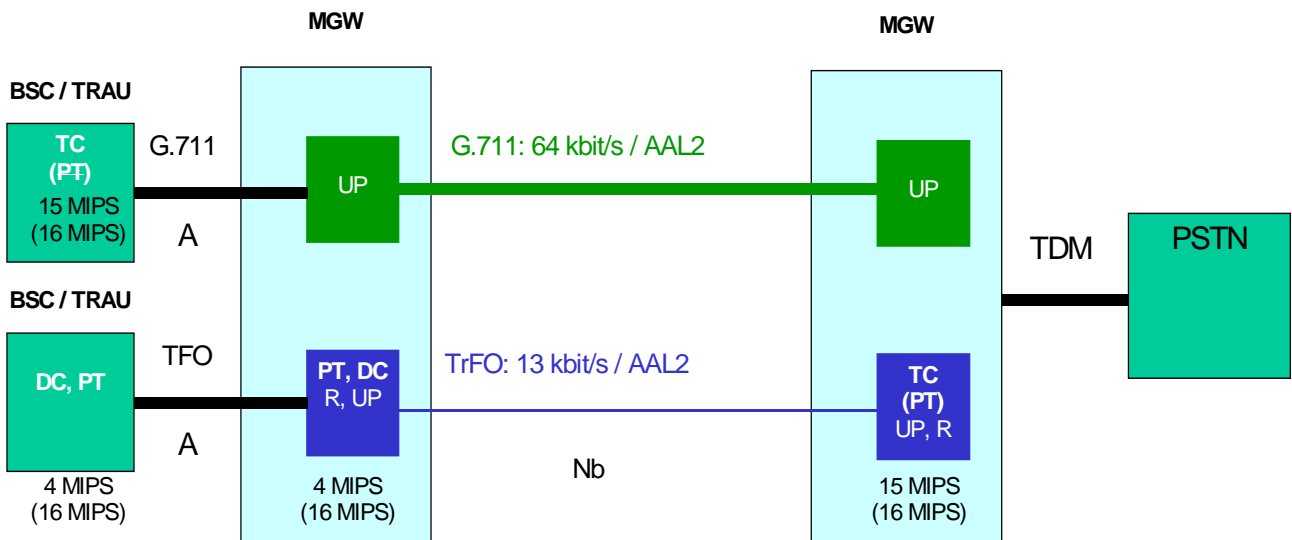 MGW
MGW
BSC / TRAU
TC
(PT)
15 MIPS
(16 MIPS)
G.711
A
UP
G.711: 64 kbit/s / AAL2
UP
TDM
PSTN
BSC / TRAU
DC, PT
4 MIPS
(16 MIPS)
TFO
A
PT, DC
R, UP
4 MIPS
(16 MIPS)
TrFO: 13 kbit/s / AAL2
Nb
TC
(PT)
UP, R
15 MIPS
(16 MIPS)